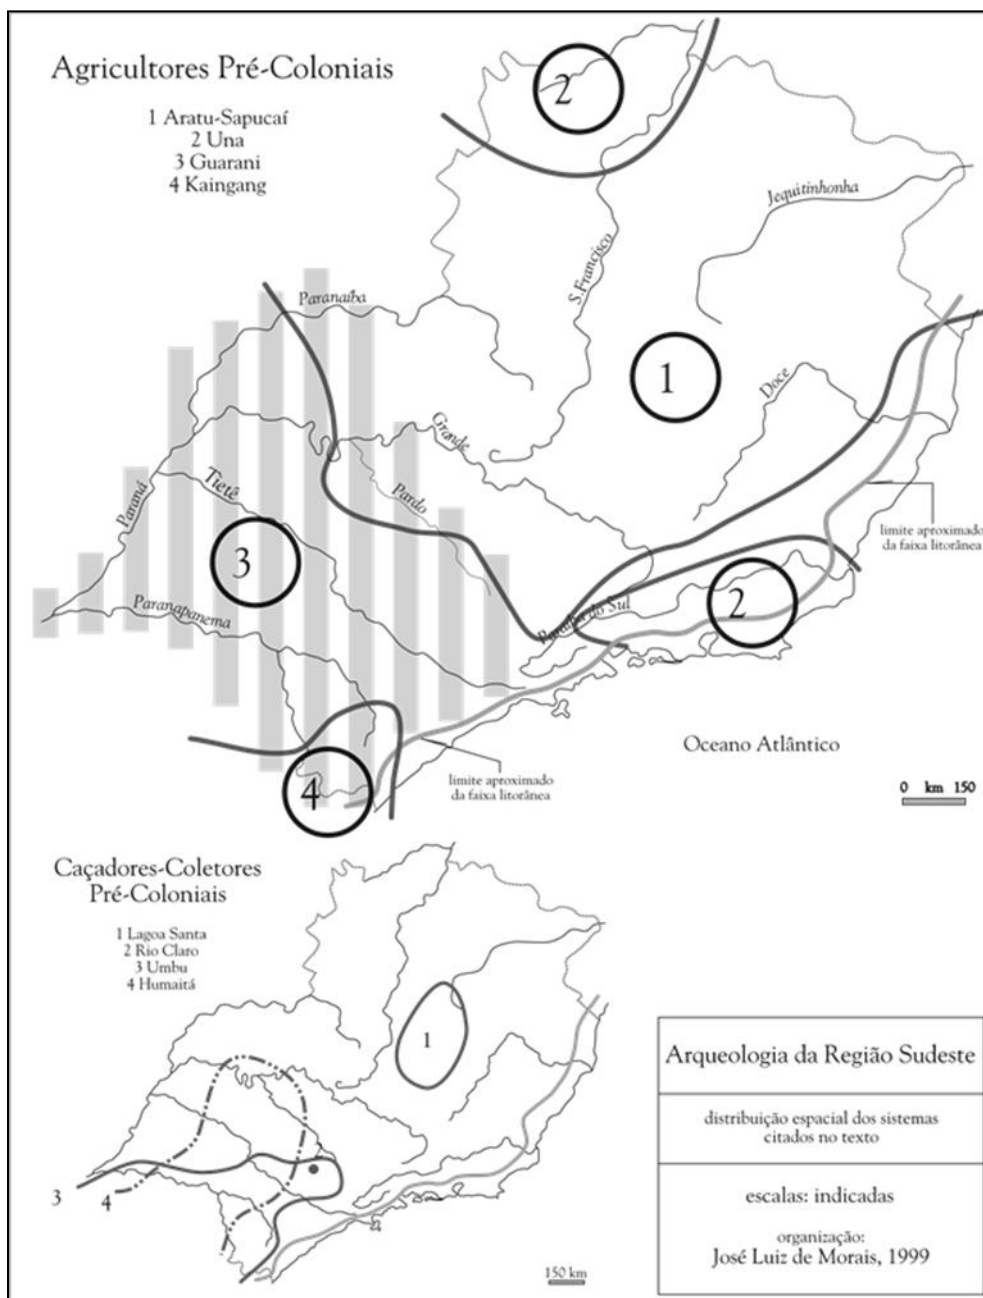 Agricultores Pré-Coloniais
1 Aratu-Sapucaí
2 Una
3 Guarani
4 Kaingang
2
Jequitinhonha
S.Francisco
Paranaíba
1
Doce
Grande
Pardo
Paraná
Tietê
limite aproximado
da faixa litorânea
3
Paranapanema
2
Paraíba do Sul
Oceano Atlântico
4
limite aproximado
da faixa litorânea
0 km 150
Caçadores-Coletores
Pré-Coloniais
1 Lagoa Santa
2 Rio Claro
3 Umbu
4 Humaitá
1
2
3
4
150 km
Arqueologia da Região Sudeste
distribuição espacial dos sistemas
citados no texto
escalas: indicadas
organização:
José Luiz de Morais, 1999